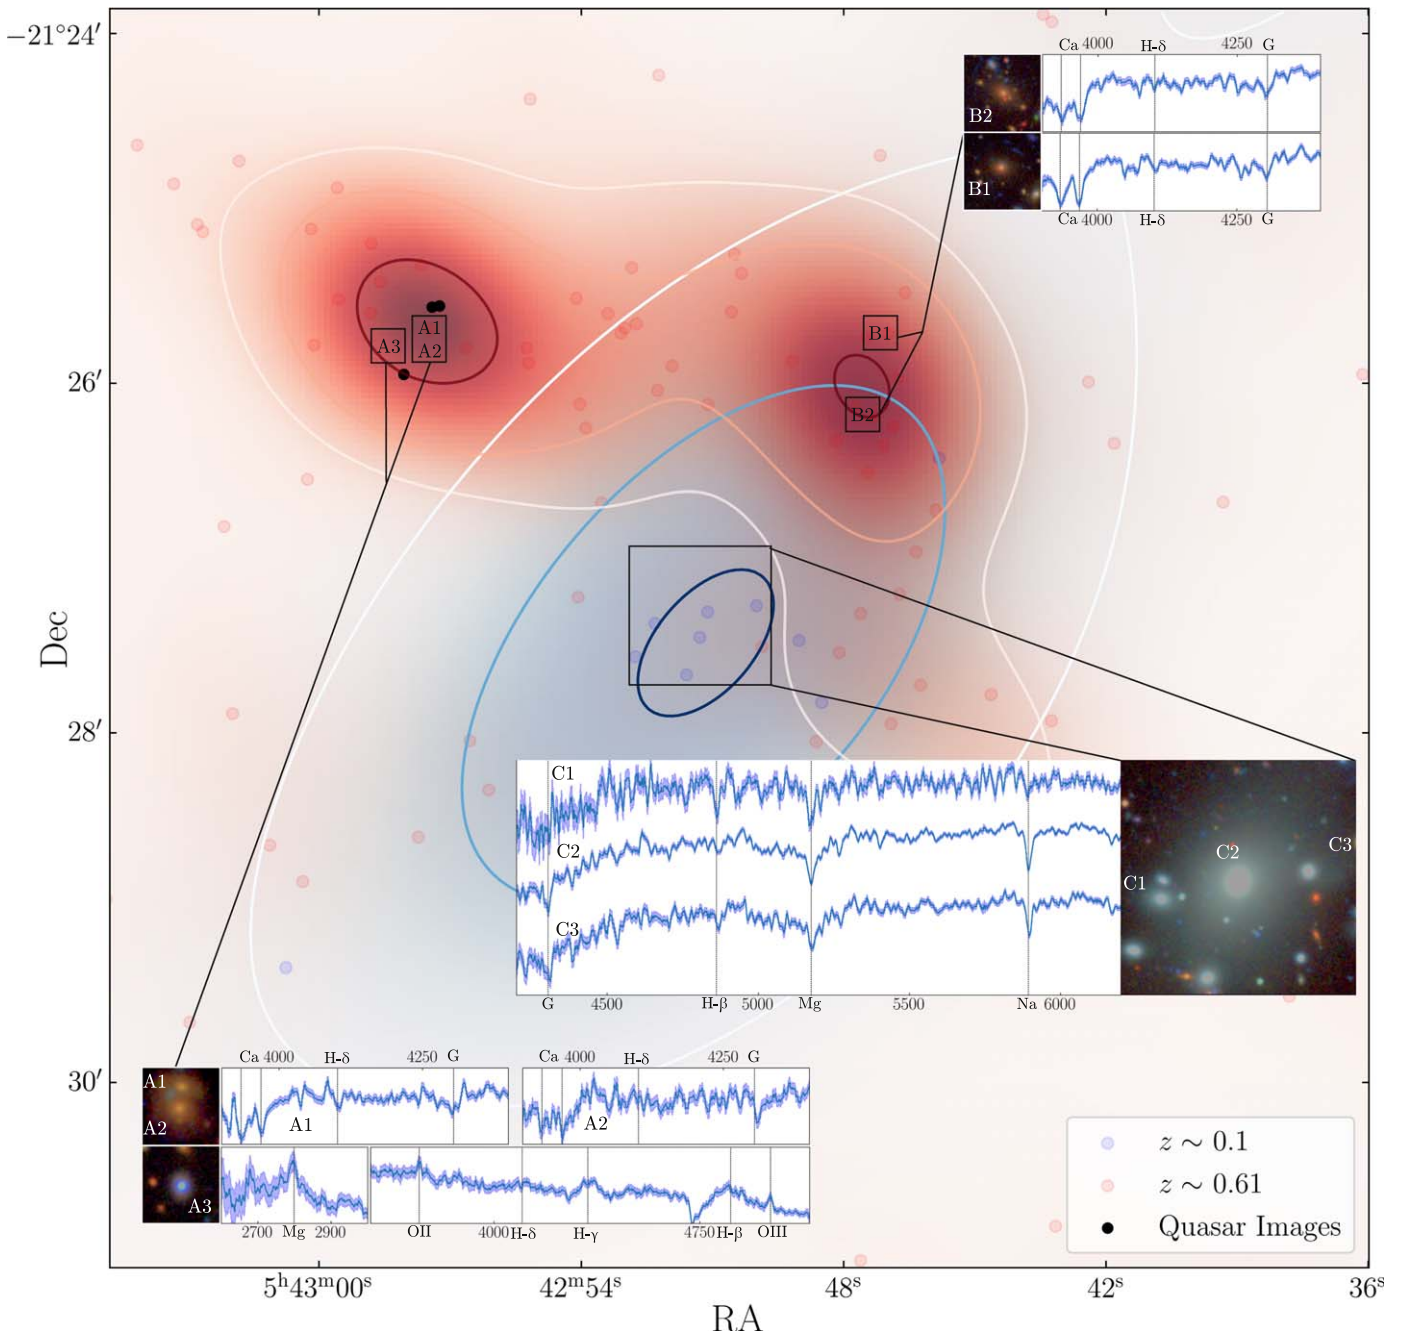 −21°24′
Ca 4000 H-δ 4250 G
B2
B1
Ca 4000 H-δ 4250 G
A1
A3
A2
B1
B2
26′
Dec
28′
C1
C2
C3
G 4500 H-β 5000 Mg 5500 Na 6000
C2
C3
C1
30′
Ca 4000 H-δ 4250 G
Ca 4000 H-δ 4250 G
A1
A2
A1
A2
A3
2700 Mg 2900 OII 4000 H-δ H-γ 4750 H-β OIII
z ∼ 0.1
z ∼ 0.61
Quasar Images
5ʰ43ᵐ00ˢ 42ᵐ54ˢ 48ˢ 42ˢ 36ˢ
RA